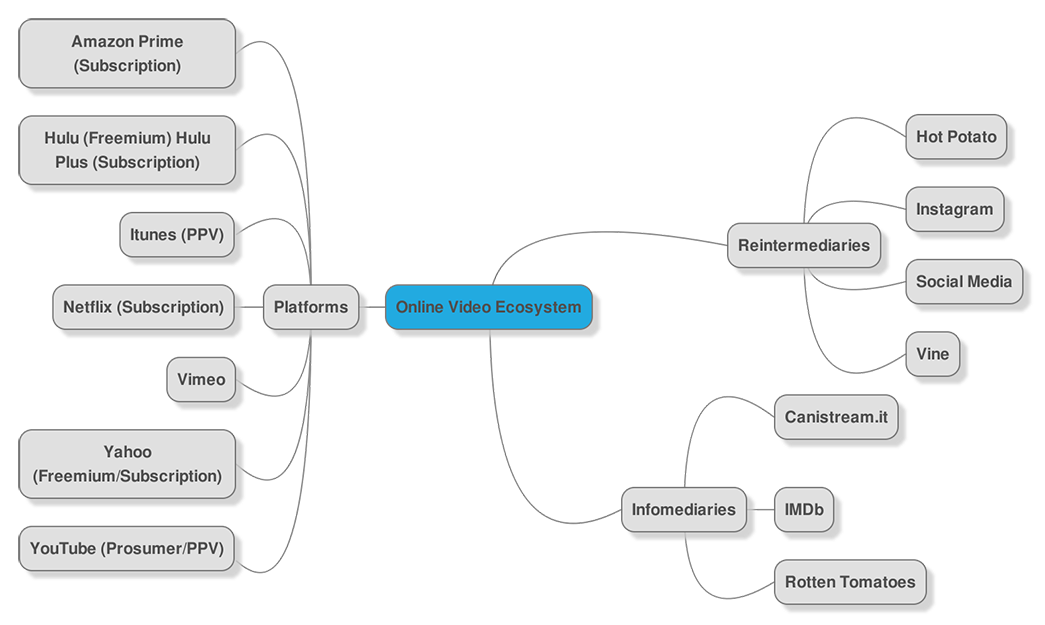 Amazon Prime
(Subscription)
Hulu (Freemium) Hulu
Plus (Subscription)
Itunes (PPV)
Netflix (Subscription)
Vimeo
Yahoo
(Freemium/Subscription)
YouTube (Prosumer/PPV)
Platforms
Online Video Ecosystem
Reintermediaries
Hot Potato
Instagram
Social Media
Vine
Infomediaries
Canistream.it
IMDb
Rotten Tomatoes